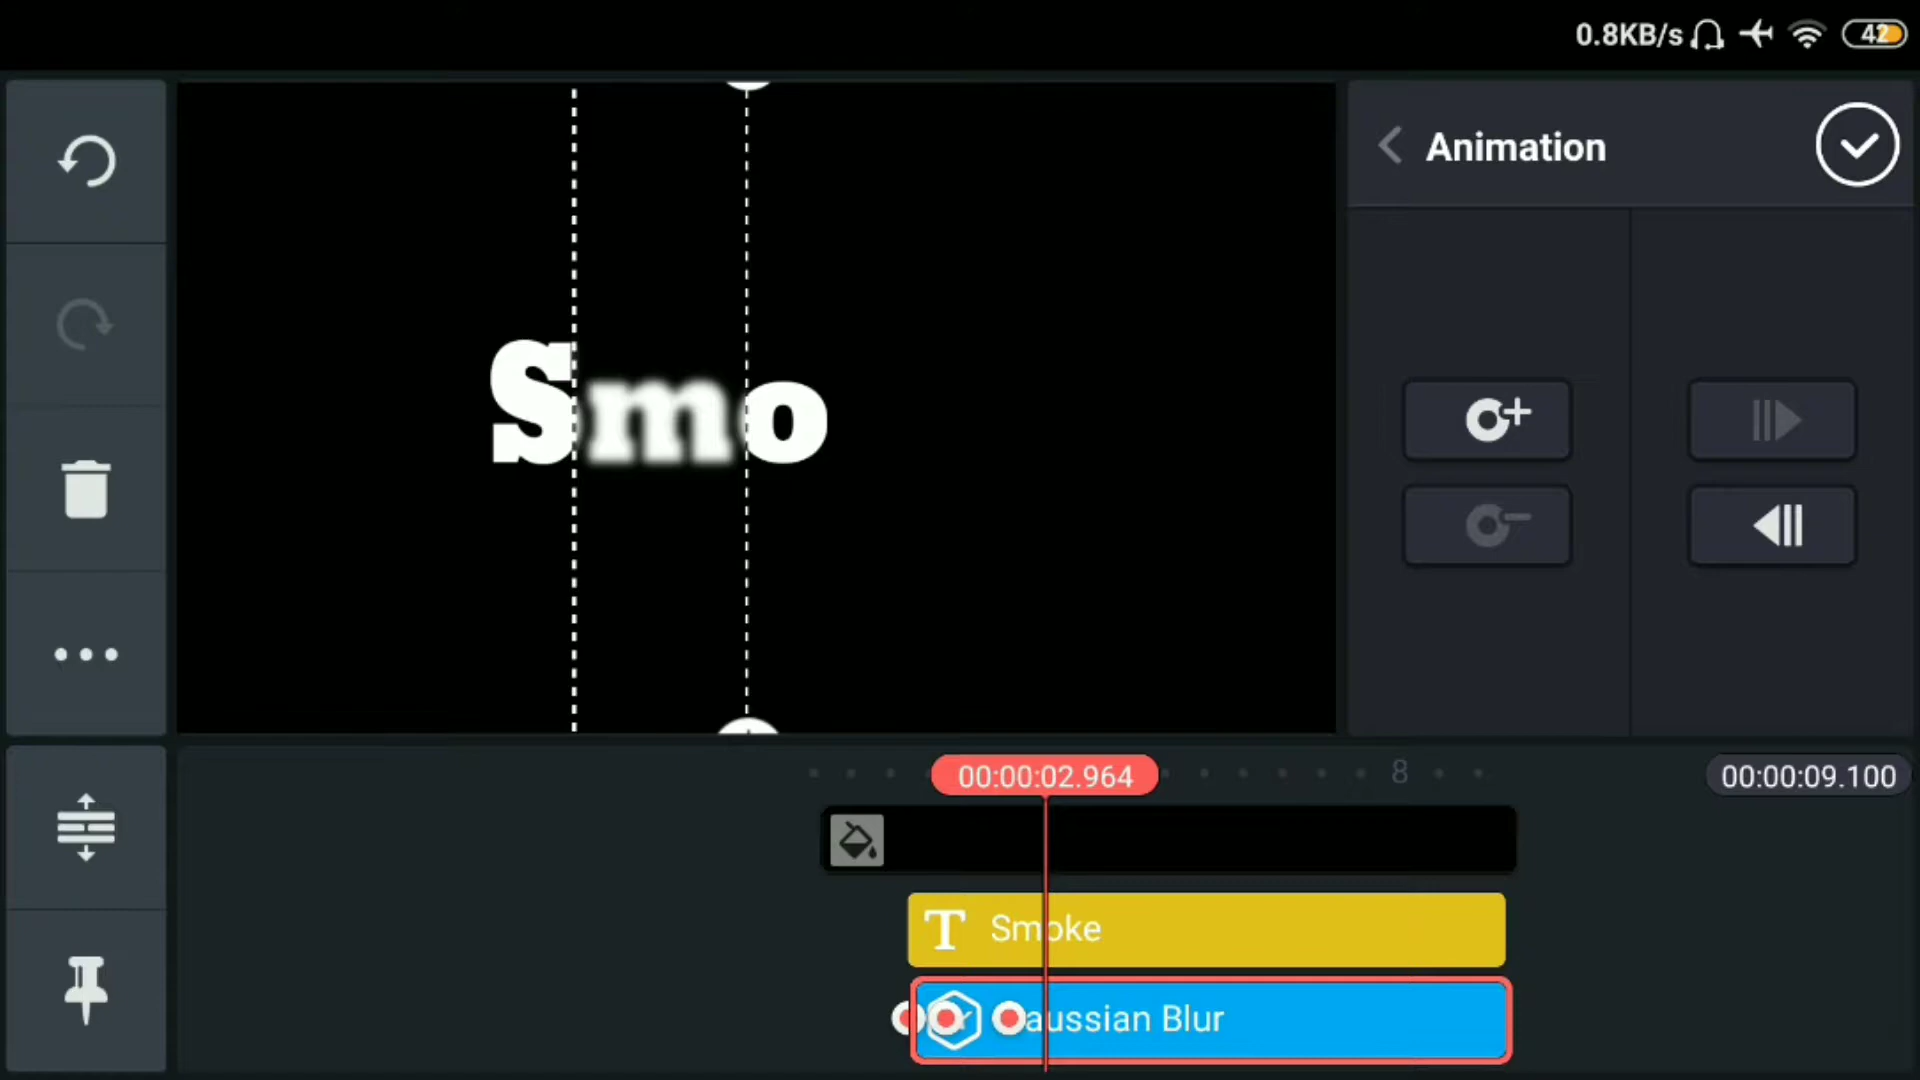 0.8KB/s 42
Animation
Smo
00:00:02.964 8 00:00:09.100
T Smoke
aussian Blur